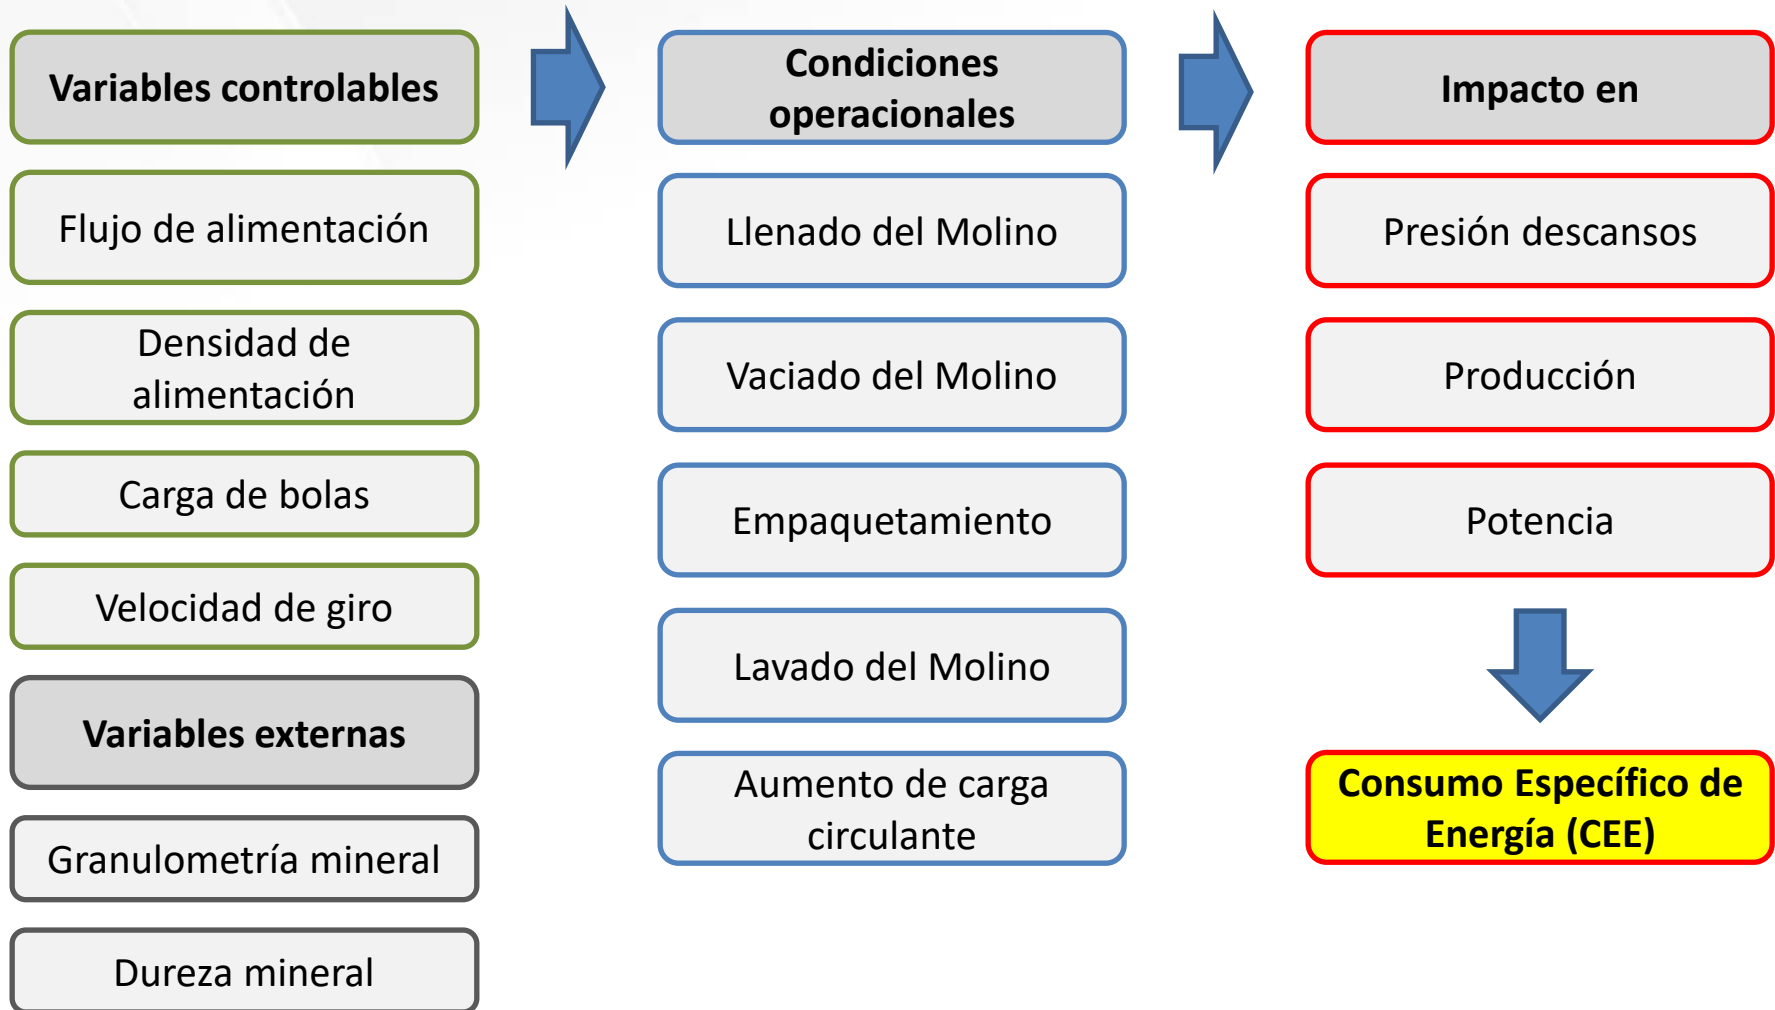 Variables controlables
Flujo de alimentación
Densidad de
alimentación
Carga de bolas
Velocidad de giro
Variables externas
Granulometría mineral
Dureza mineral
Condiciones
operacionales
Llenado del Molino
Vaciado del Molino
Empaquetamiento
Lavado del Molino
Aumento de carga
circulante
Impacto en
Presión descansos
Producción
Potencia
Consumo Específico de
Energía (CEE)